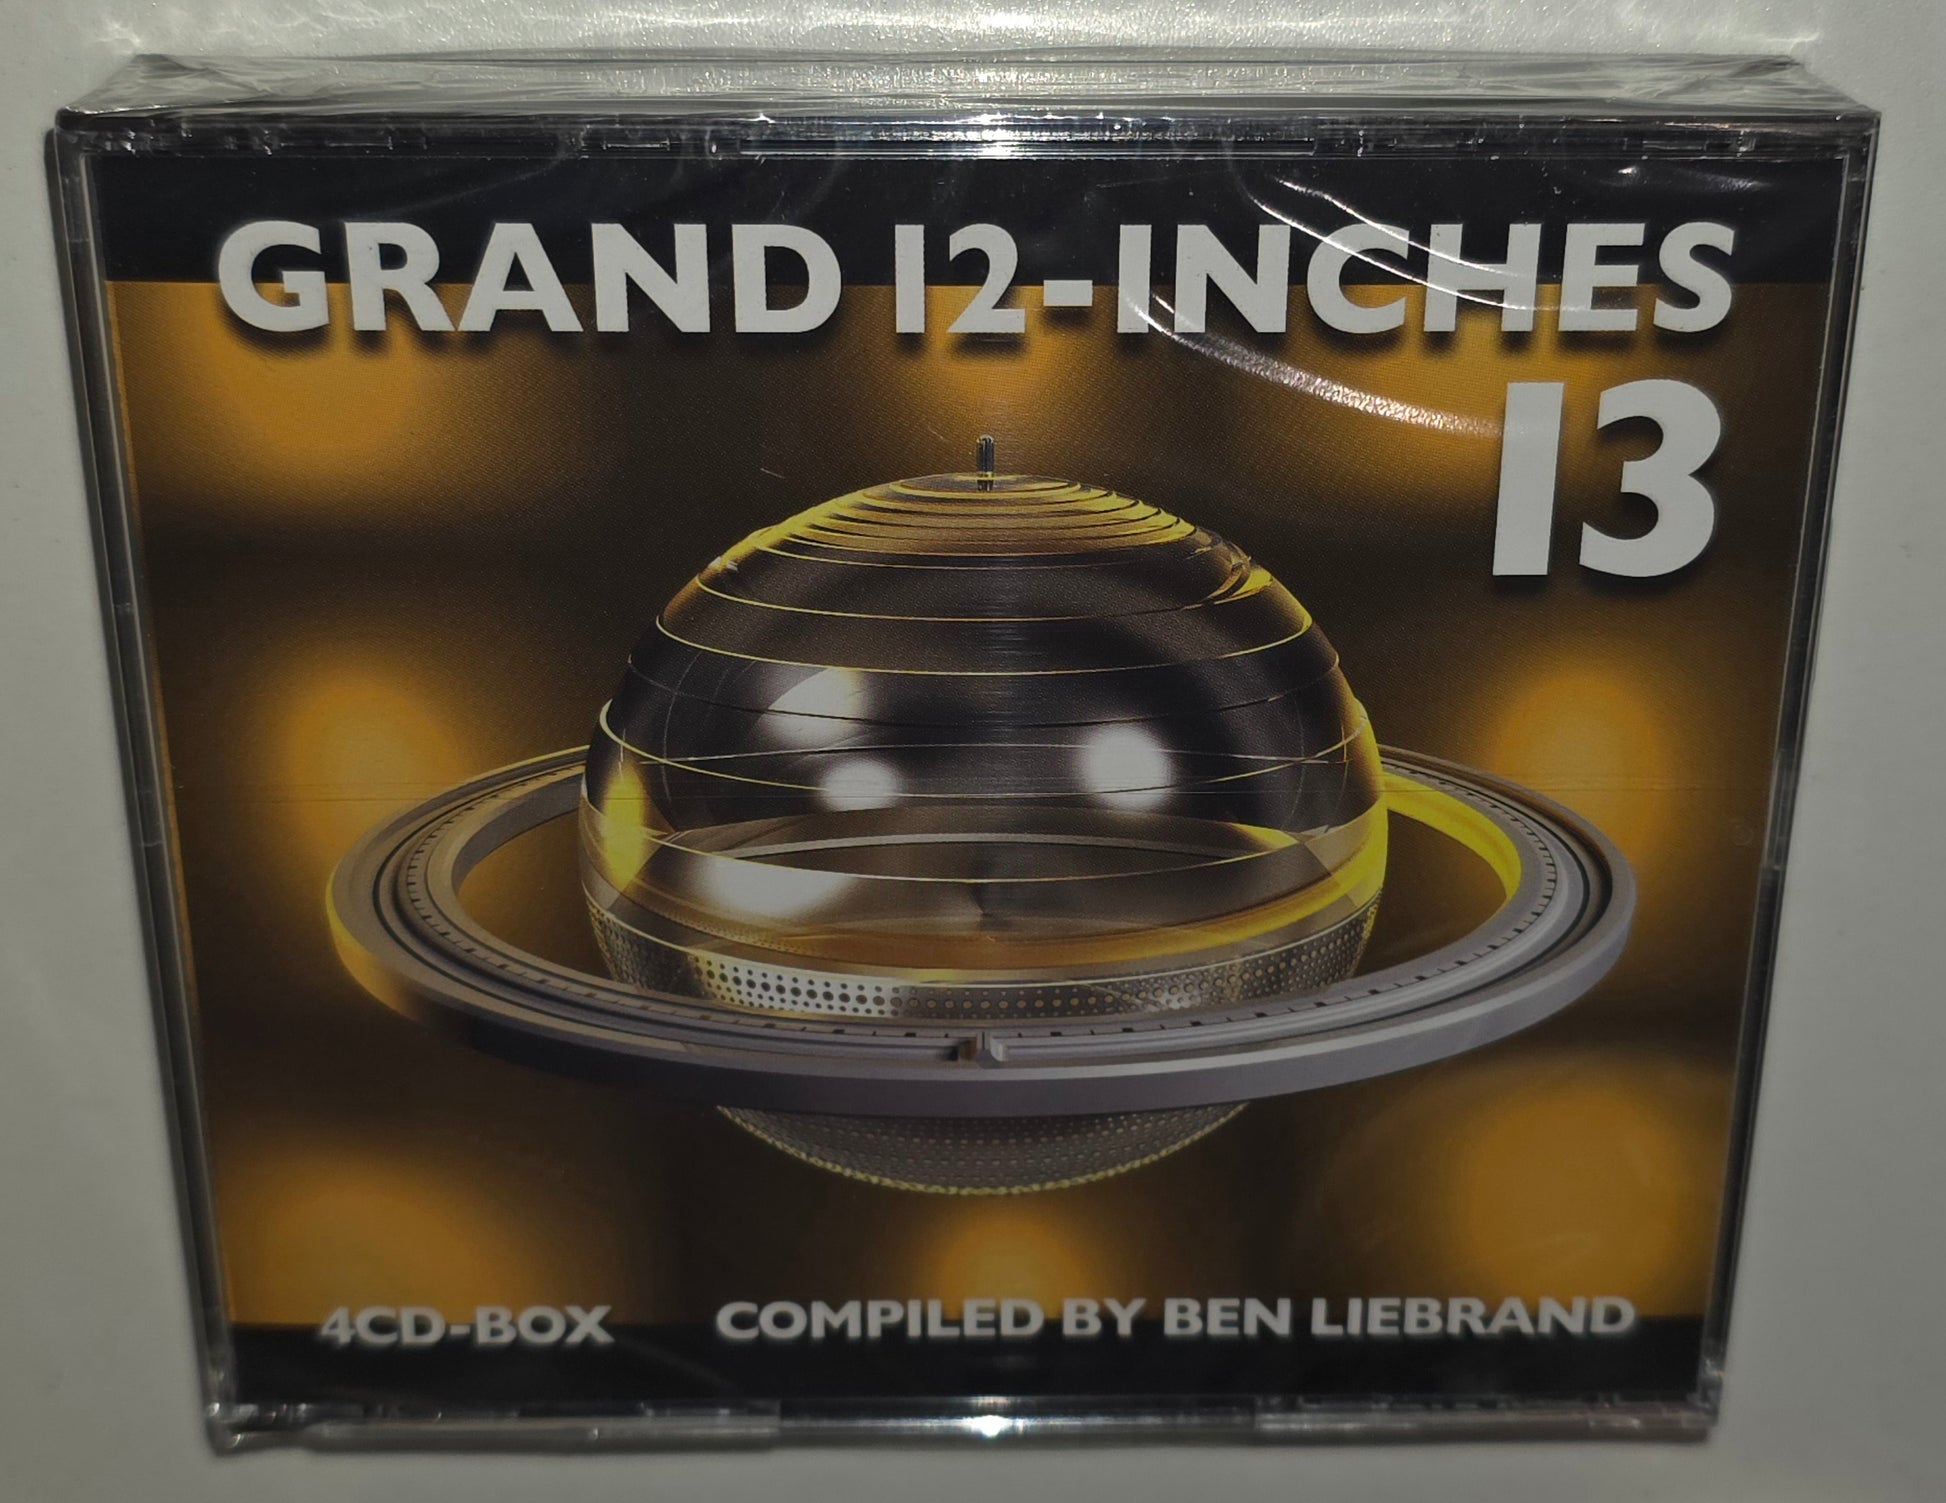 GRAND 12-INCHES
13
4CD-BOX COMPILED BY BEN LIEBRAND